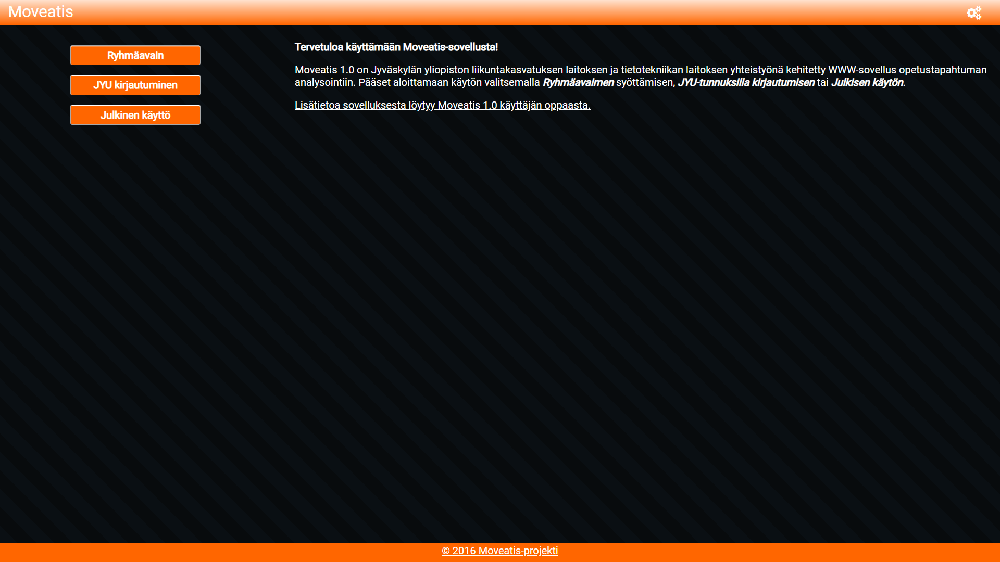 Moveatis
Ryhmäavain
JYU kirjautuminen
Julkinen käyttö
Tervetuloa käyttämään Moveatis-sovellusta!
Moveatis 1.0 on Jyväskylän yliopiston liikuntakasvatuksen laitoksen ja tietotekniikan laitoksen yhteistyönä kehitetty WWW-sovellus opetustapahtuman
analysointiin. Pääset aloittamaan käytön valitsemalla Ryhmäavaimen syöttämisen, JYU-tunnuksilla kirjautumisen tai Julkisen käytön.
Lisätietoa sovelluksesta löytyy Moveatis 1.0 käyttäjän oppaasta.
© 2016 Moveatis-projekti